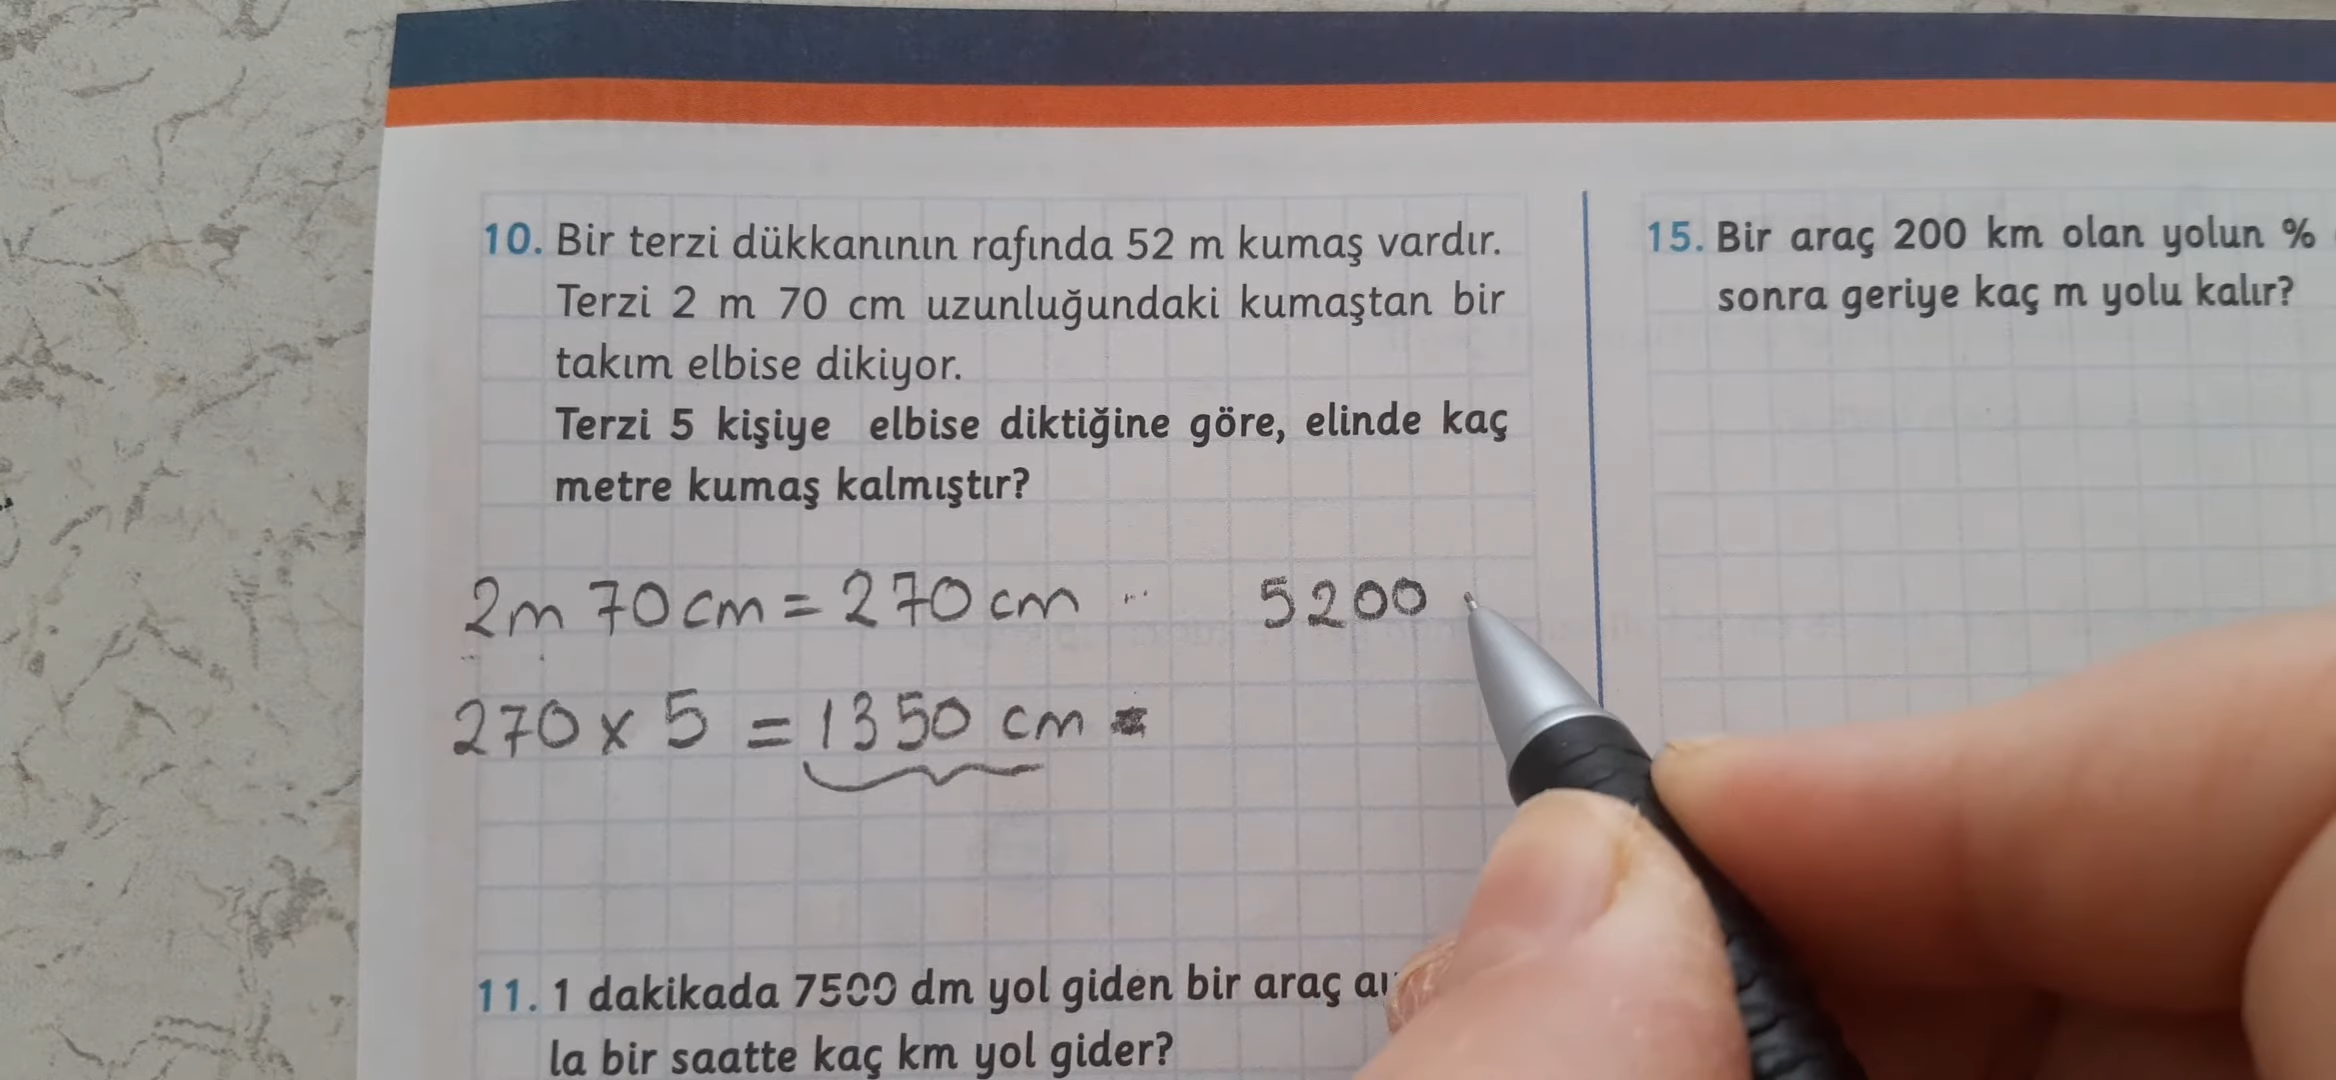 10. Bir terzi dükkanının rafında 52 m kumaş vardır.
Terzi 2 m 70 cm uzunluğundaki kumaştan bir
takım elbise dikiyor.
Terzi 5 kişiye elbise diktiğine göre, elinde kaç
metre kumaş kalmıştır?
2m 70cm = 270 cm
5200
270 x 5 = 1350 cm =
11. 1 dakikada 7500 dm yol giden bir araç
la bir saatte kaç km yol gider?
15. Bir araç 200 km olan yolun %
sonra geriye kaç m yolu kalır?